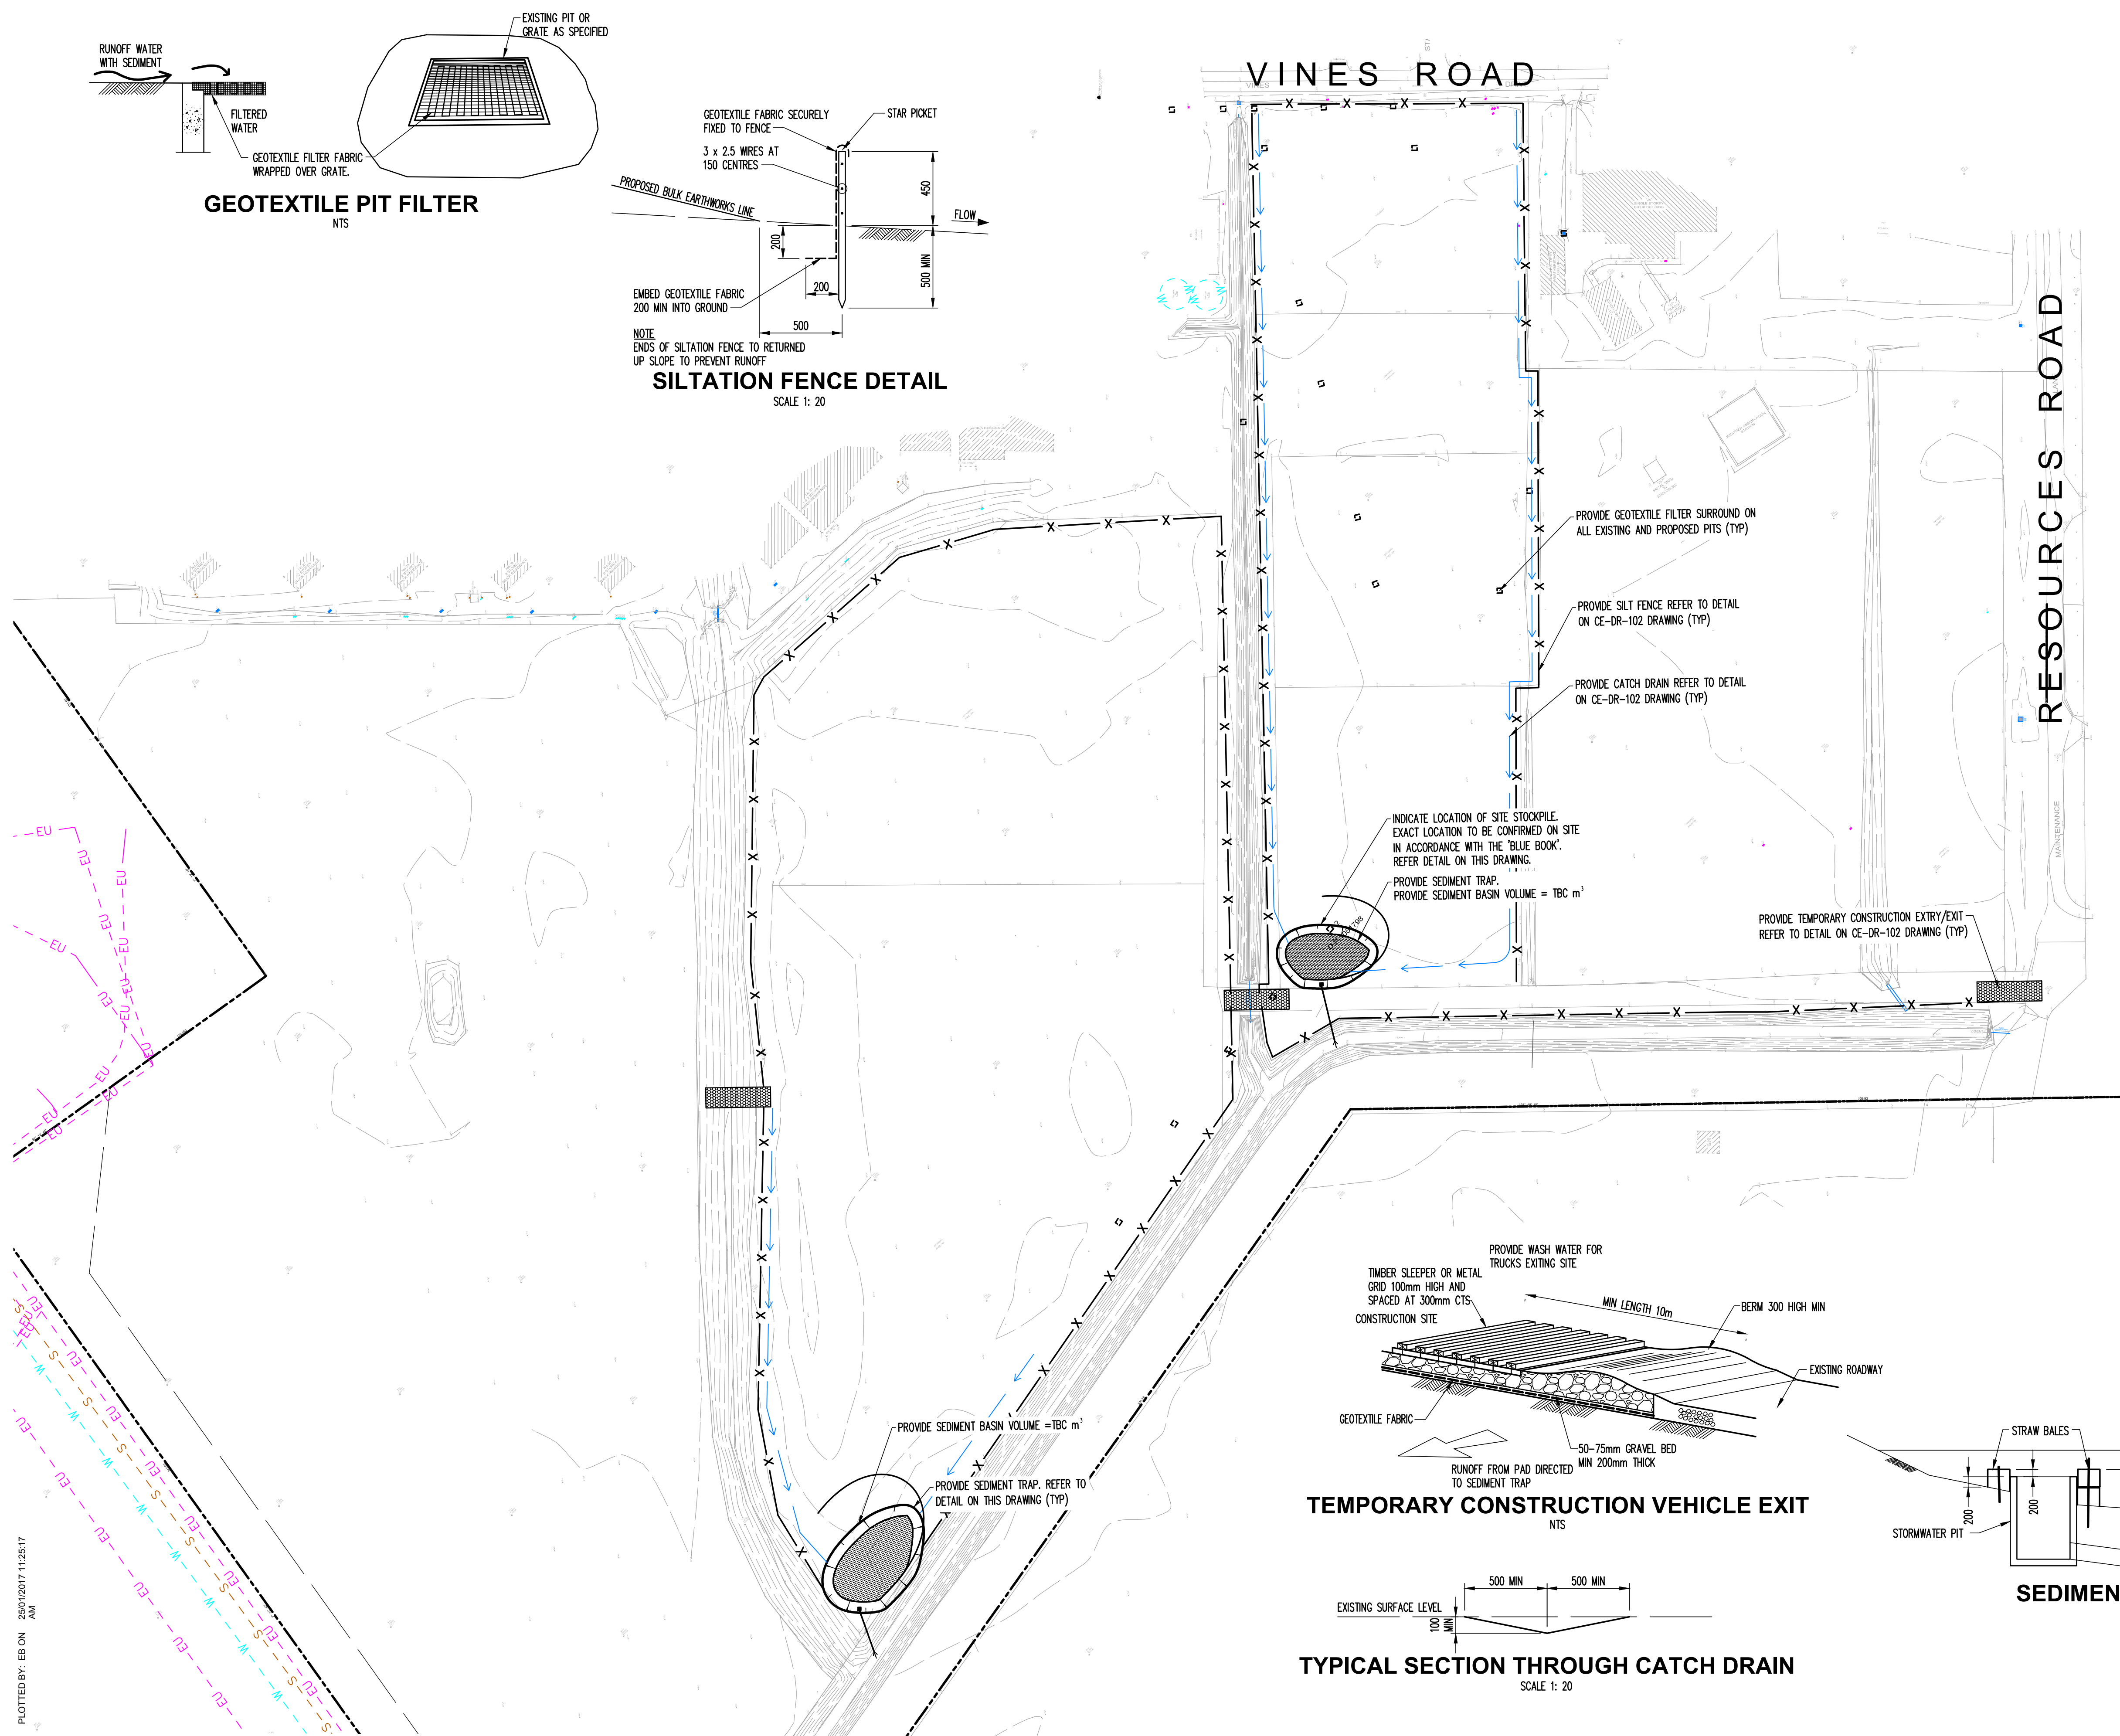 RUNOFF WATER
WITH SEDIMENT
EXISTING PIT OR
GRATE AS SPECIFIED
FILTERED
WATER
GEOTEXTILE FILTER FABRIC
WRAPPED OVER GRATE.
GEOTEXTILE PIT FILTER
NTS
GEOTEXTILE FABRIC SECURELY
FIXED TO FENCE
STAR PICKET
3 x 2.5 WIRES AT
150 CENTRES
PROPOSED BULK EARTHWORKS LINE
450
FLOW
200
500 MIN
200
EMBED GEOTEXTILE FABRIC
200 MIN INTO GROUND
500
NOTE
ENDS OF SILTATION FENCE TO RETURNED
UP SLOPE TO PREVENT RUNOFF
SILTATION FENCE DETAIL
SCALE 1: 20
VINES ROAD
VINES
RESOURCES ROAD
MAINTENANCE
PROVIDE GEOTEXTILE FILTER SURROUND ON
ALL EXISTING AND PROPOSED PITS (TYP)
PROVIDE SILT FENCE REFER TO DETAIL
ON CE-DR-102 DRAWING (TYP)
PROVIDE CATCH DRAIN REFER TO DETAIL
ON CE-DR-102 DRAWING (TYP)
INDICATE LOCATION OF SITE STOCKPILE.
EXACT LOCATION TO BE CONFIRMED ON SITE
IN ACCORDANCE WITH THE 'BLUE BOOK'.
REFER DETAIL ON THIS DRAWING.
PROVIDE SEDIMENT TRAP.
PROVIDE SEDIMENT BASIN VOLUME = TBC m³
PROVIDE TEMPORARY CONSTRUCTION EXTRY/EXIT
REFER TO DETAIL ON CE-DR-102 DRAWING (TYP)
PROVIDE SEDIMENT BASIN VOLUME =TBC m³
PROVIDE SEDIMENT TRAP. REFER TO
DETAIL ON THIS DRAWING (TYP)
PROVIDE WASH WATER FOR
TRUCKS EXITING SITE
TIMBER SLEEPER OR METAL
GRID 100mm HIGH AND
SPACED AT 300mm CTS
CONSTRUCTION SITE
MIN LENGTH 10m
BERM 300 HIGH MIN
EXISTING ROADWAY
GEOTEXTILE FABRIC
50-75mm GRAVEL BED
MIN 200mm THICK
RUNOFF FROM PAD DIRECTED
TO SEDIMENT TRAP
TEMPORARY CONSTRUCTION VEHICLE EXIT
NTS
STRAW BALES
200
200
STORMWATER PIT
SEDIMEN
500 MIN
500 MIN
EXISTING SURFACE LEVEL
100
MIN
TYPICAL SECTION THROUGH CATCH DRAIN
SCALE 1: 20
PLOTTED BY: EB ON 25/01/2017 11:25:17
AM